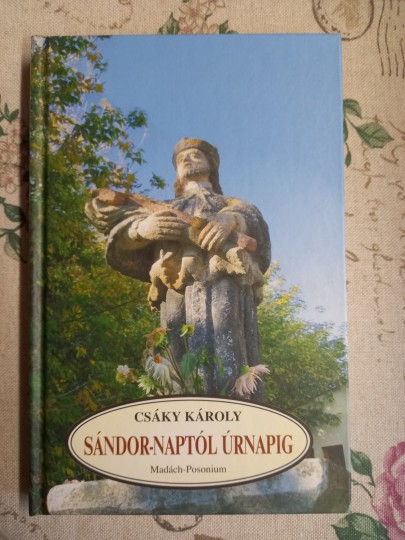 CSÁKY KÁROLY
SÁNDOR-NAPTÓL ÚRNAPIG
Madách-Posonium